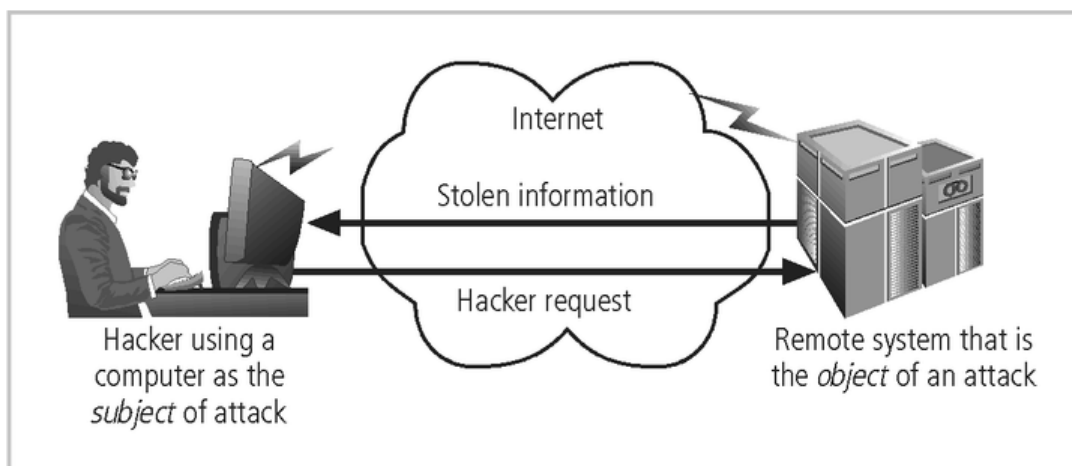 Internet
Stolen information
Hacker request
Hacker using a
computer as the
subject of attack
Remote system that is
the object of an attack